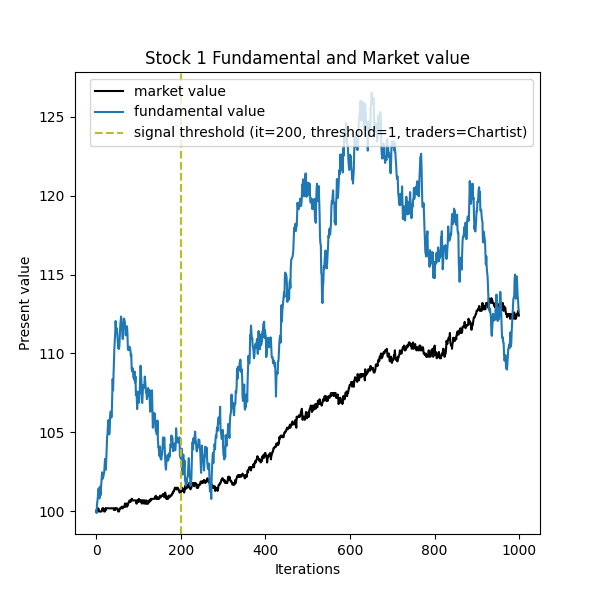 Stock 1 Fundamental and Market value
market value
fundamental value
signal threshold (it=200, threshold=1, traders=Chartist)
Present value
125
120
115
110
105
100
0 200 400 600 800 1000
Iterations